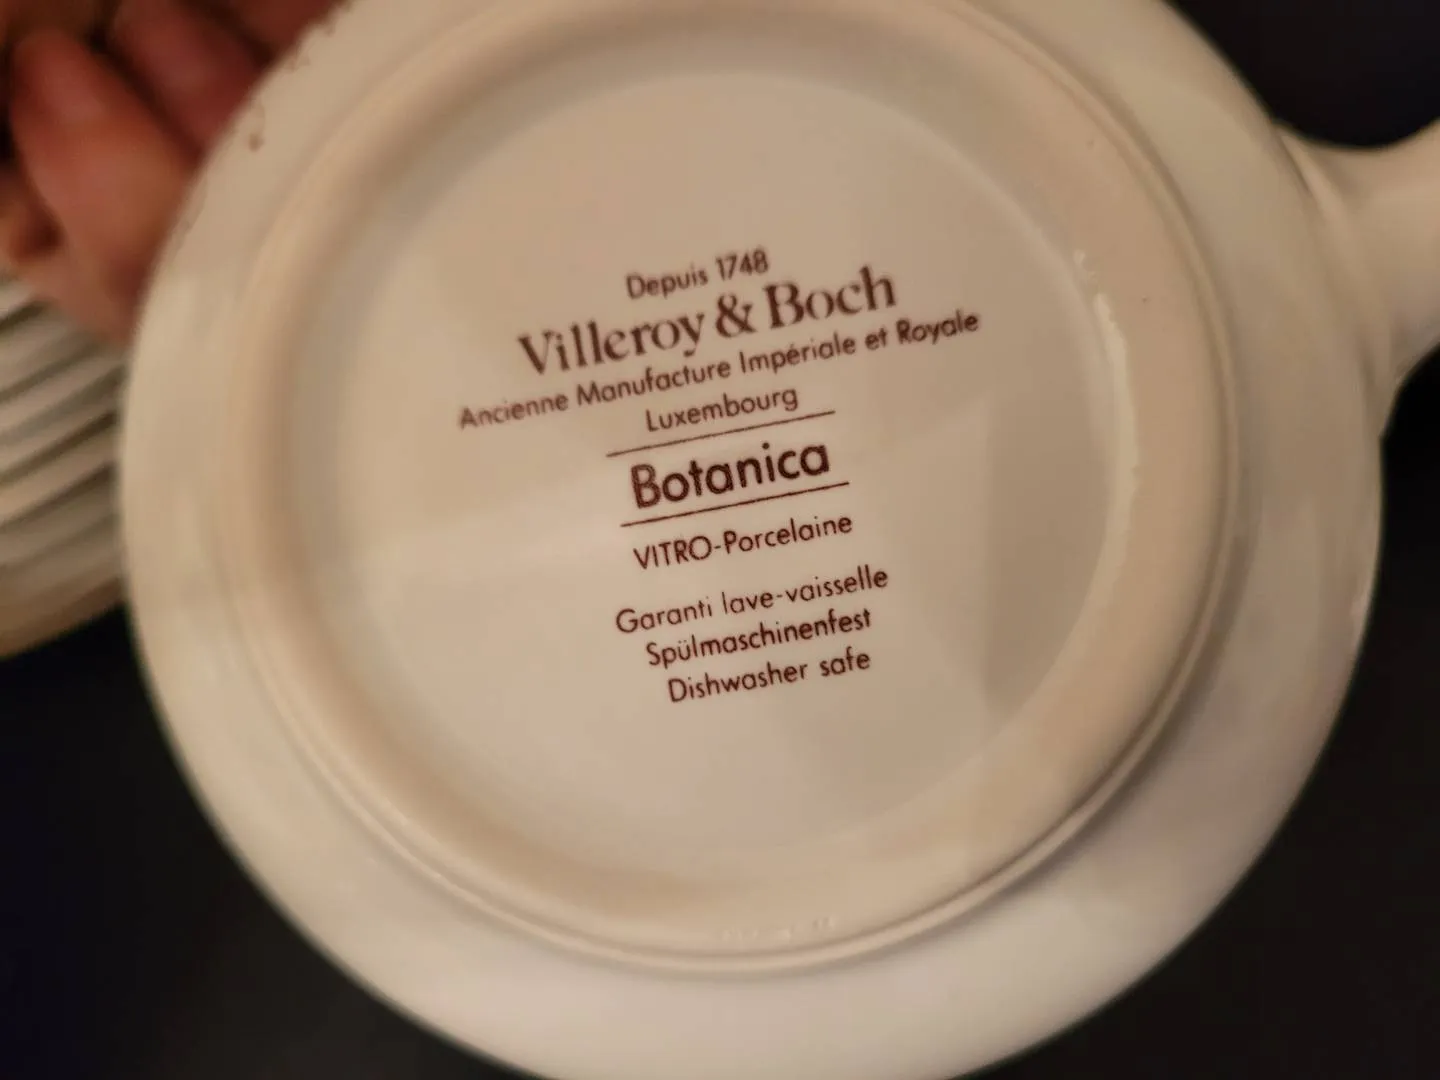 Depuis 1748
Villeroy & Boch
Ancienne Manufacture Impériale et Royale
Luxembourg
Botanica
VITRO-Porcelaine
Garanti lave-vaisselle
Spülmaschinenfest
Dishwasher safe